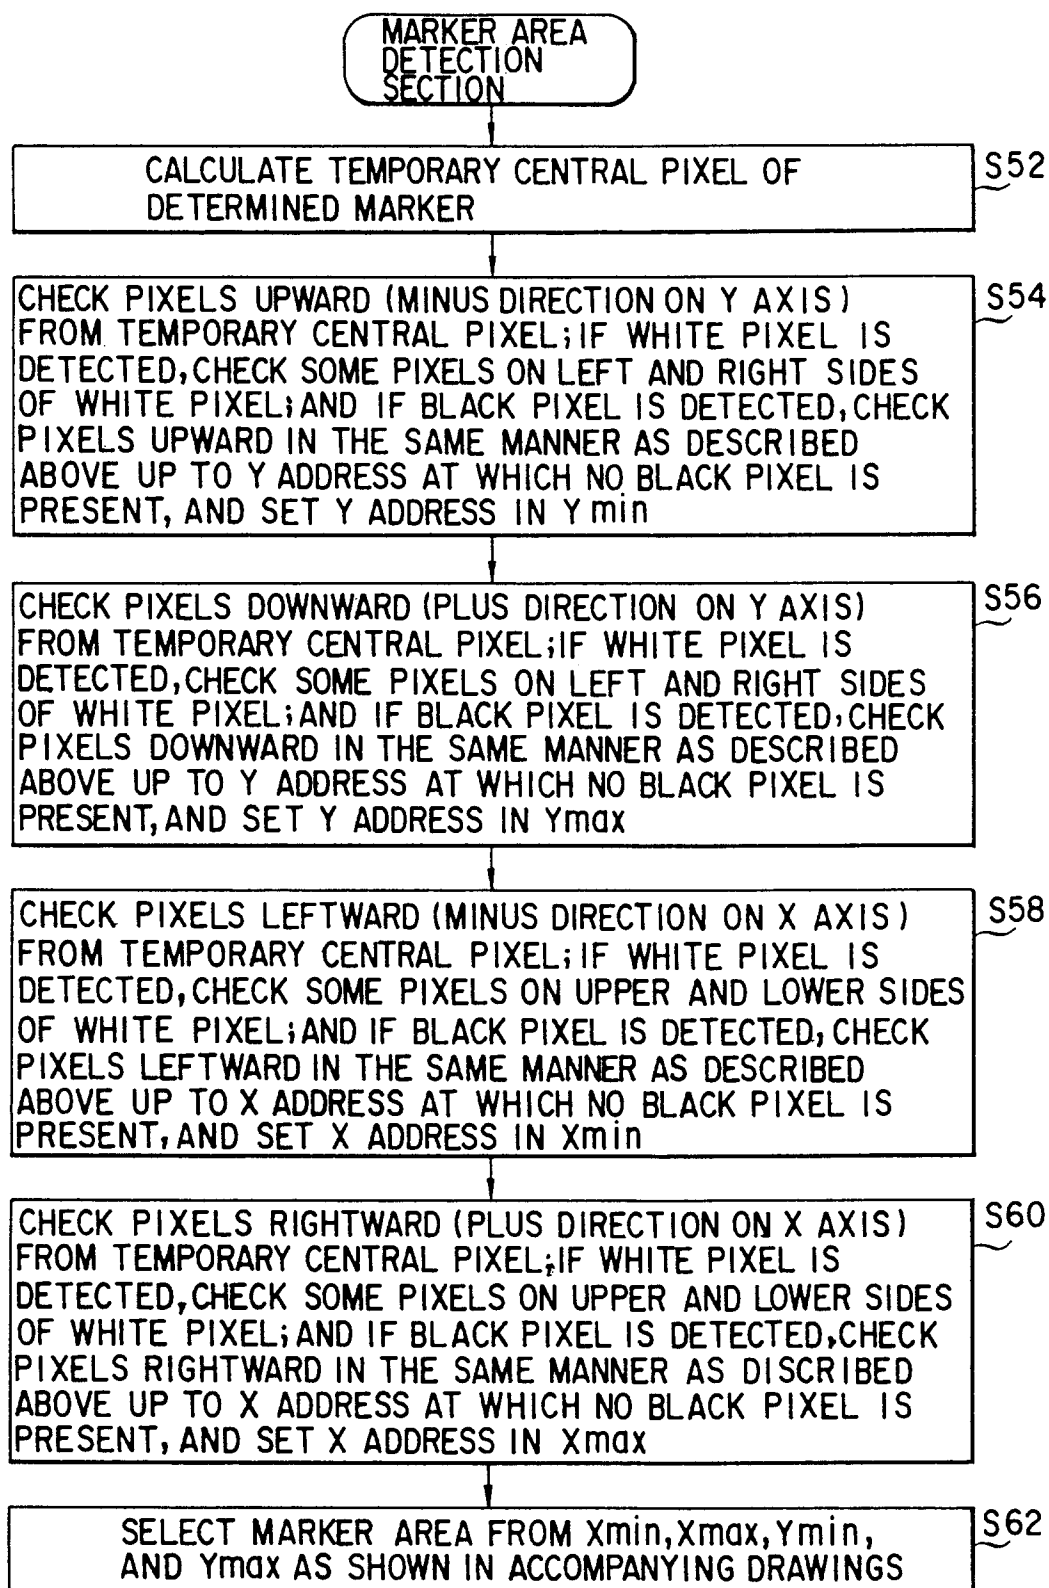 MARKER AREA
DETECTION
SECTION
CALCULATE TEMPORARY CENTRAL PIXEL OF
DETERMINED MARKER
S52
CHECK PIXELS UPWARD (MINUS DIRECTION ON Y AXIS)
FROM TEMPORARY CENTRAL PIXEL; IF WHITE PIXEL IS
DETECTED, CHECK SOME PIXELS ON LEFT AND RIGHT SIDES
OF WHITE PIXEL; AND IF BLACK PIXEL IS DETECTED, CHECK
PIXELS UPWARD IN THE SAME MANNER AS DESCRIBED
ABOVE UP TO Y ADDRESS AT WHICH NO BLACK PIXEL IS
PRESENT, AND SET Y ADDRESS IN Ymin
S54
CHECK PIXELS DOWNWARD (PLUS DIRECTION ON Y AXIS)
FROM TEMPORARY CENTRAL PIXEL; IF WHITE PIXEL IS
DETECTED, CHECK SOME PIXELS ON LEFT AND RIGHT SIDES
OF WHITE PIXEL; AND IF BLACK PIXEL IS DETECTED, CHECK
PIXELS DOWNWARD IN THE SAME MANNER AS DESCRIBED
ABOVE UP TO Y ADDRESS AT WHICH NO BLACK PIXEL IS
PRESENT, AND SET Y ADDRESS IN Ymax
S56
CHECK PIXELS LEFTWARD (MINUS DIRECTION ON X AXIS)
FROM TEMPORARY CENTRAL PIXEL; IF WHITE PIXEL IS
DETECTED, CHECK SOME PIXELS ON UPPER AND LOWER SIDES
OF WHITE PIXEL; AND IF BLACK PIXEL IS DETECTED, CHECK
PIXELS LEFTWARD IN THE SAME MANNER AS DESCRIBED
ABOVE UP TO X ADDRESS AT WHICH NO BLACK PIXEL IS
PRESENT, AND SET X ADDRESS IN Xmin
S58
CHECK PIXELS RIGHTWARD (PLUS DIRECTION ON X AXIS)
FROM TEMPORARY CENTRAL PIXEL; IF WHITE PIXEL IS
DETECTED, CHECK SOME PIXELS ON UPPER AND LOWER SIDES
OF WHITE PIXEL; AND IF BLACK PIXEL IS DETECTED, CHECK
PIXELS RIGHTWARD IN THE SAME MANNER AS DISCRIBED
ABOVE UP TO X ADDRESS AT WHICH NO BLACK PIXEL IS
PRESENT, AND SET X ADDRESS IN Xmax
S60
SELECT MARKER AREA FROM Xmin, Xmax, Ymin,
AND Ymax AS SHOWN IN ACCOMPANYING DRAWINGS
S62